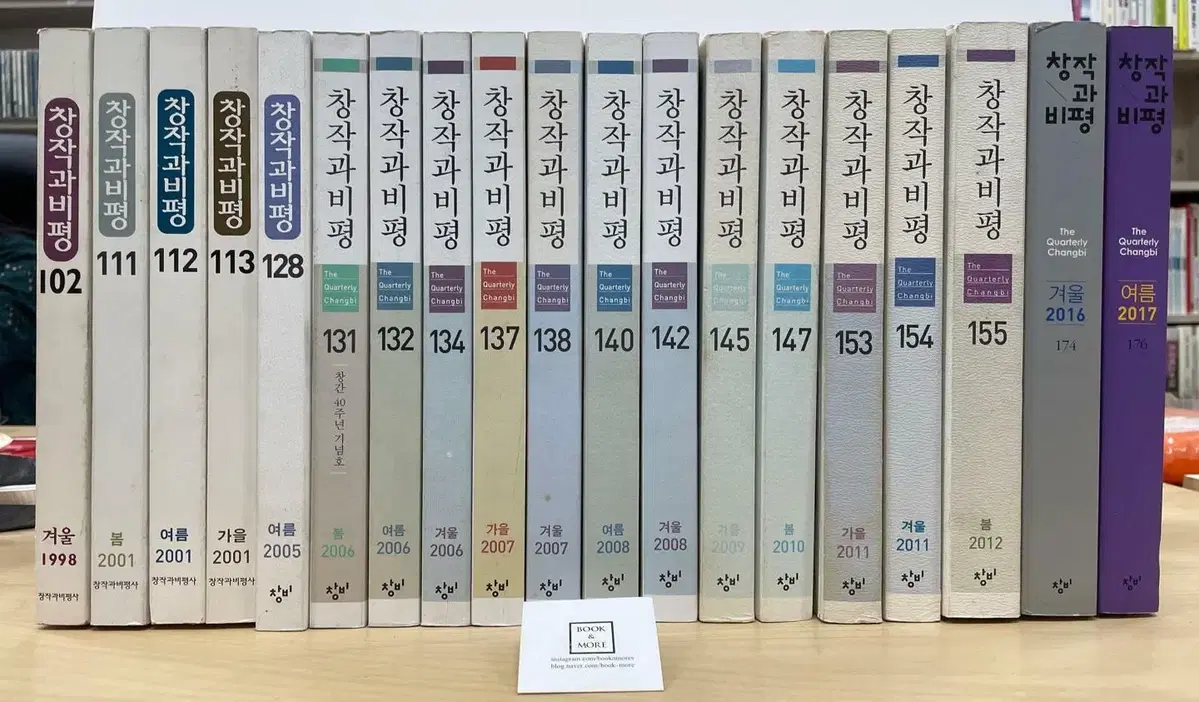 창작과비평
102
겨울
1998
창작과비평사
창작과비평
111
봄
2001
창작과비평사
창작과비평
112
여름
2001
창작과비평사
창작과비평
113
가을
2001
창작과비평사
창작과비평
128
여름
2005
창비
창작과비평
The
Quarterly
Changbi
131
창간 40주년 기념호
봄
2006
창비
창작과비평
The
Quarterly
Changbi
132
여름
2006
창비
창작과비평
The
Quarterly
Changbi
134
겨울
2006
창비
창작과비평
The
Quarterly
Changbi
137
가을
2007
창비
창작과비평
The
Quarterly
Changbi
138
겨울
2007
창비
창작과비평
The
Quarterly
Changbi
140
여름
2008
창비
창작과비평
The
Quarterly
Changbi
142
겨울
2008
창비
창작과비평
The
Quarterly
Changbi
145
가을
2009
창비
창작과비평
The
Quarterly
Changbi
147
봄
2010
창비
창작과비평
The
Quarterly
Changbi
153
가을
2011
창비
창작과비평
The
Quarterly
Changbi
154
겨울
2011
창비
창작과비평
The
Quarterly
Changbi
155
봄
2012
창비
창작
과
비평
The
Quarterly
Changbi
겨울
2016
174
창비
창작
과
비평
The
Quarterly
Changbi
여름
2017
176
창비
BOOK
&
MORE
instagram.com/booknmores
blog.naver.com/book-more